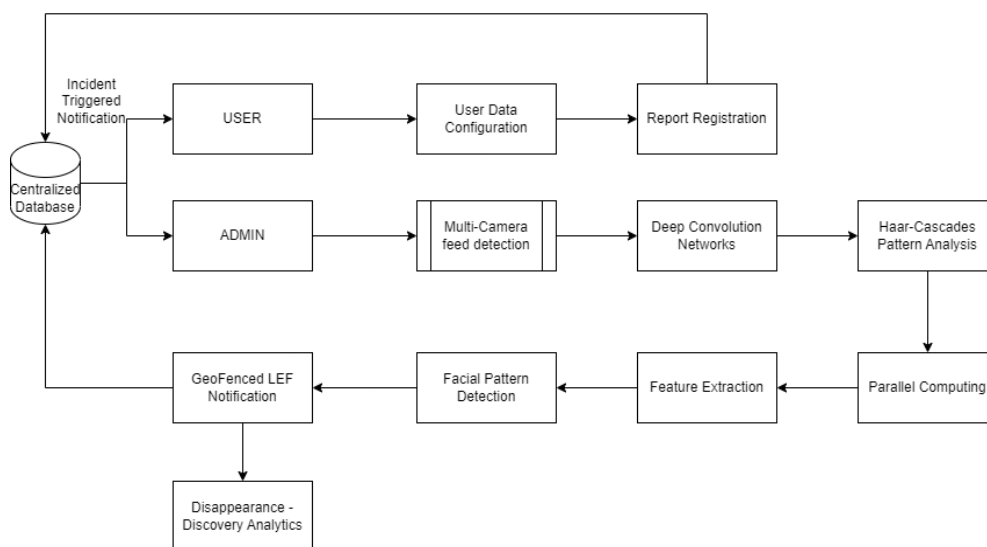 Incident
Triggered
Notification
USER
User Data
Configuration
Report Registration
Centralized
Database
ADMIN
Multi-Camera
feed detection
Deep Convolution
Networks
Haar-Cascades
Pattern Analysis
GeoFenced LEF
Notification
Facial Pattern
Detection
Feature Extraction
Parallel Computing
Disappearance -
Discovery Analytics